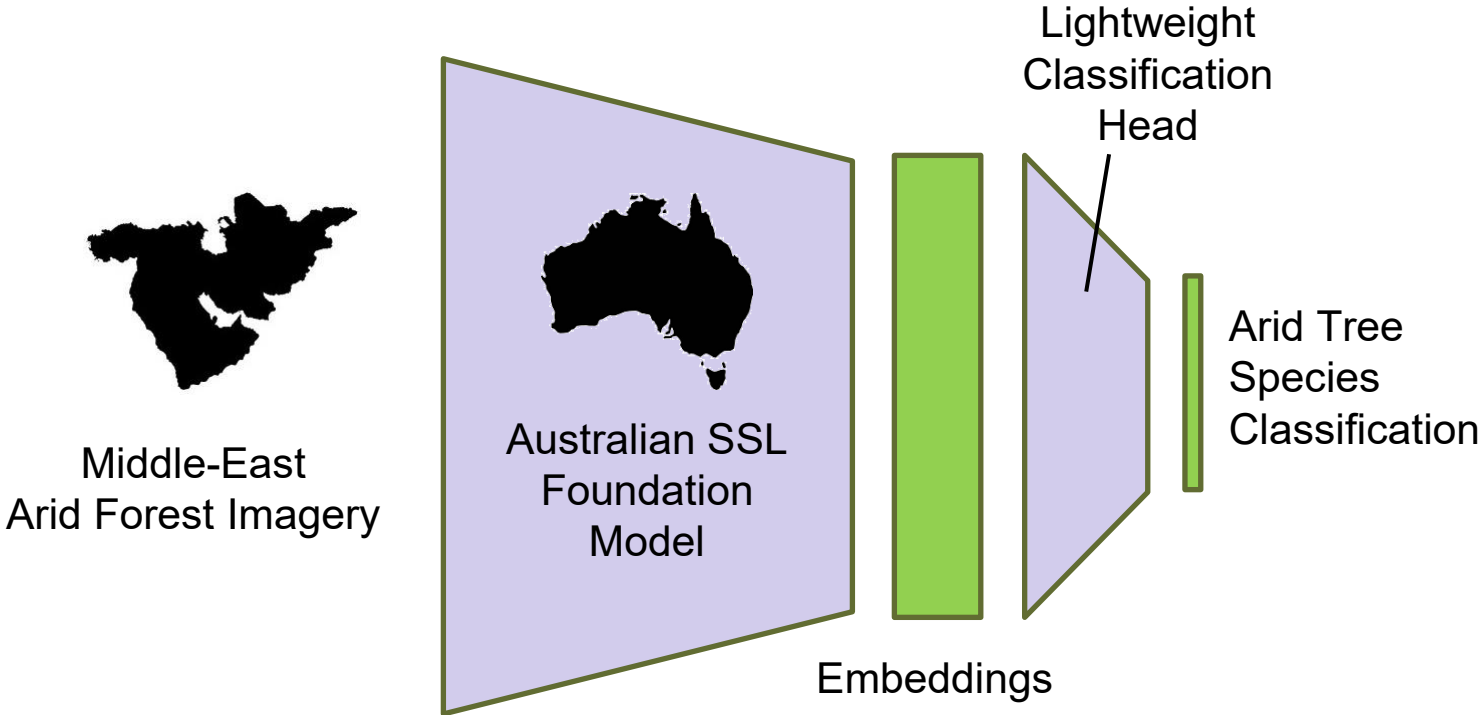 Middle-East
Arid Forest Imagery
Australian SSL
Foundation
Model
Embeddings
Lightweight
Classification
Head
Arid Tree
Species
Classification